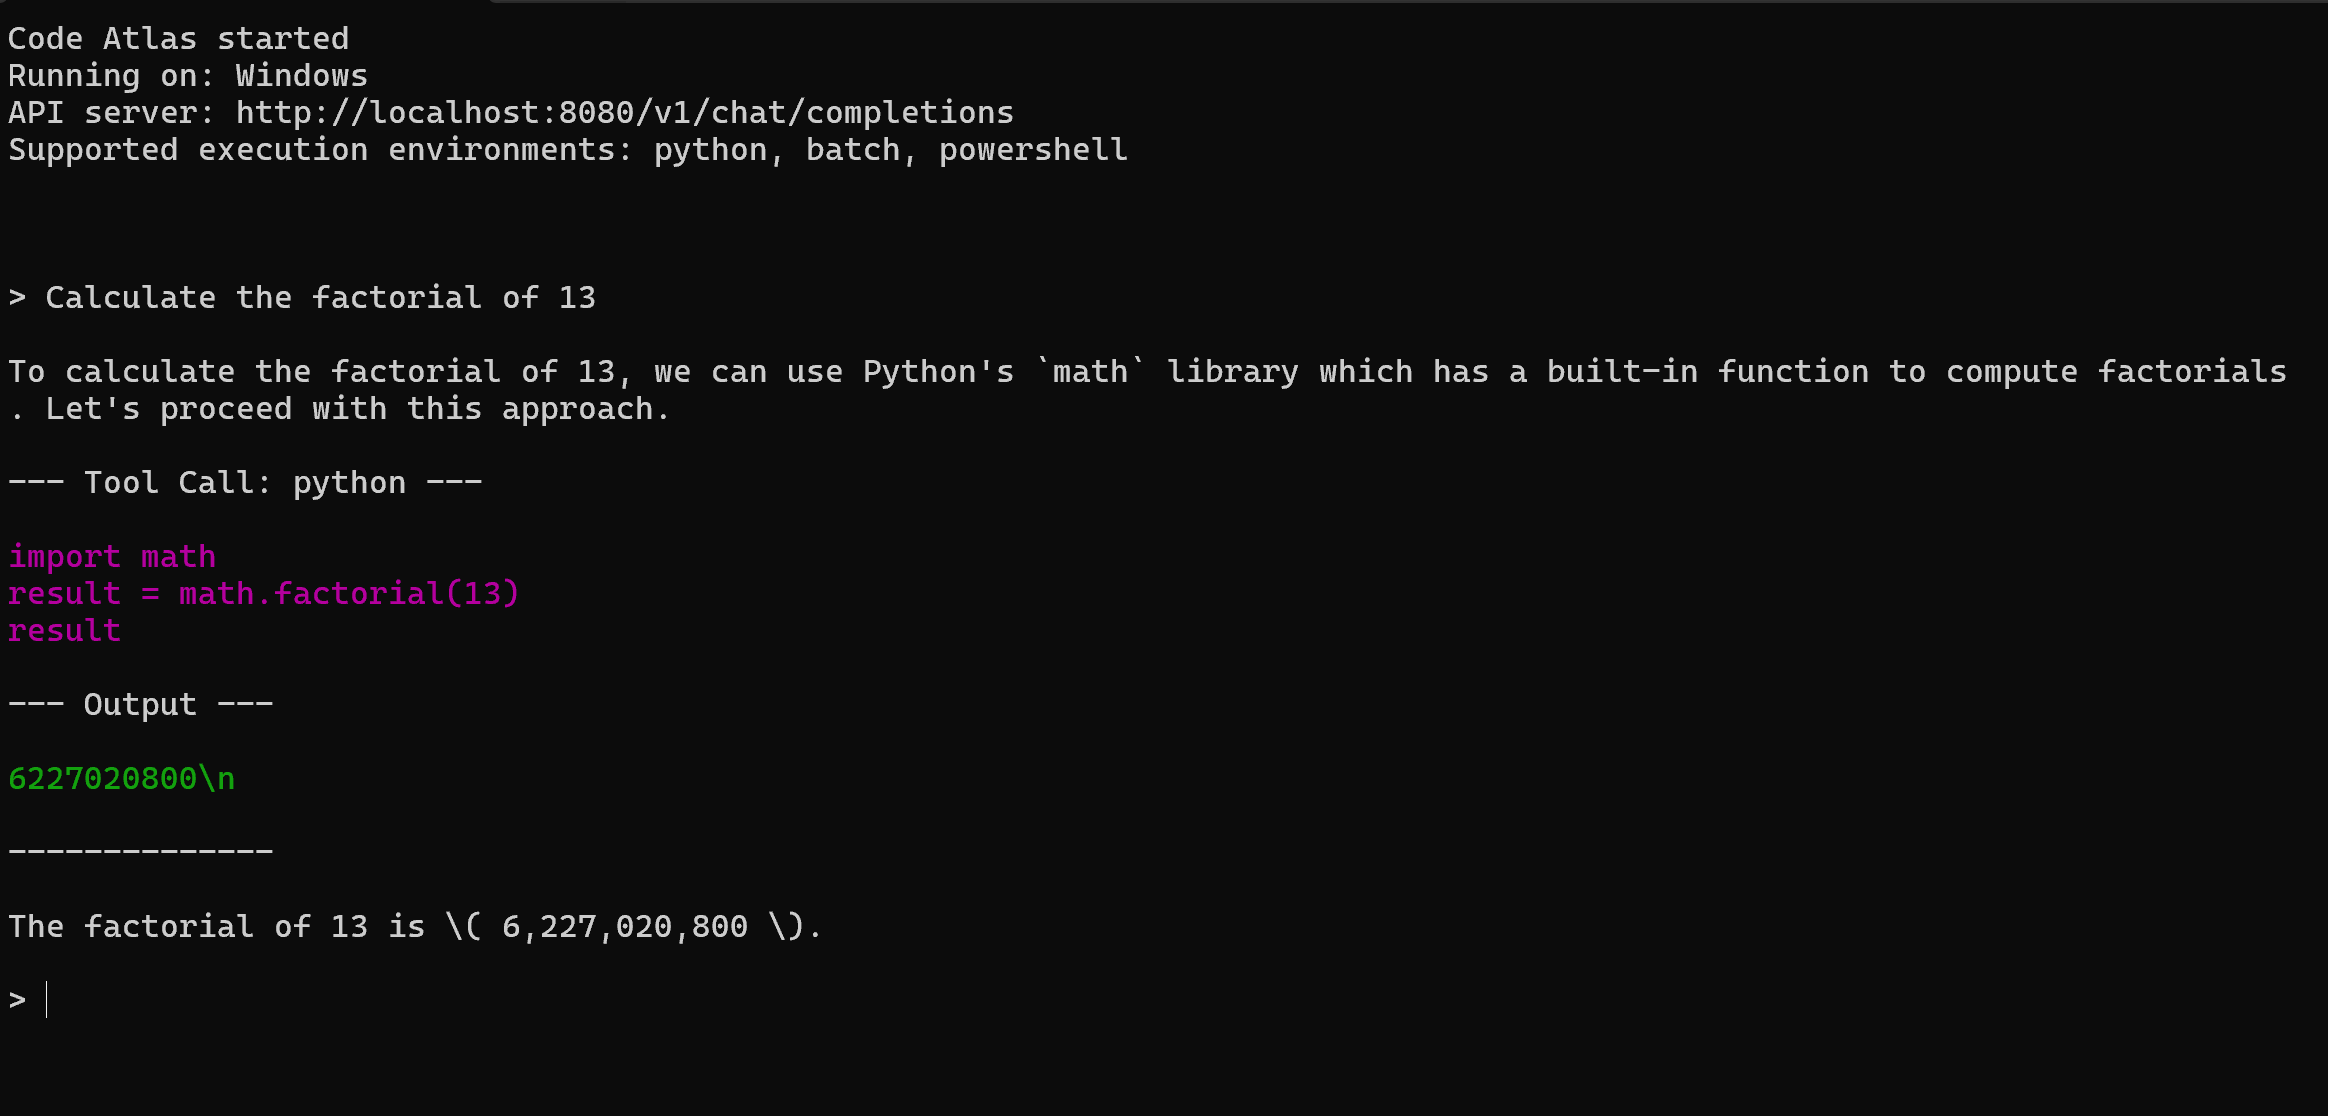 Code Atlas started
Running on: Windows
API server: http://localhost:8080/v1/chat/completions
Supported execution environments: python, batch, powershell
> Calculate the factorial of 13
To calculate the factorial of 13, we can use Python's `math` library which has a built-in function to compute factorials
. Let's proceed with this approach.
--- Tool Call: python ---
import math
result = math.factorial(13)
result
--- Output ---
6227020800\n
--------------
The factorial of 13 is \( 6,227,020,800 \).
>